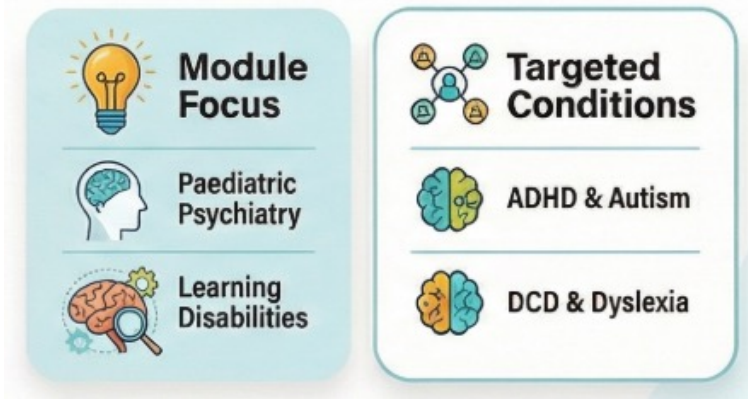 Module
Focus
Paediatric
Psychiatry
Learning
Disabilities
Targeted
Conditions
ADHD & Autism
DCD & Dyslexia